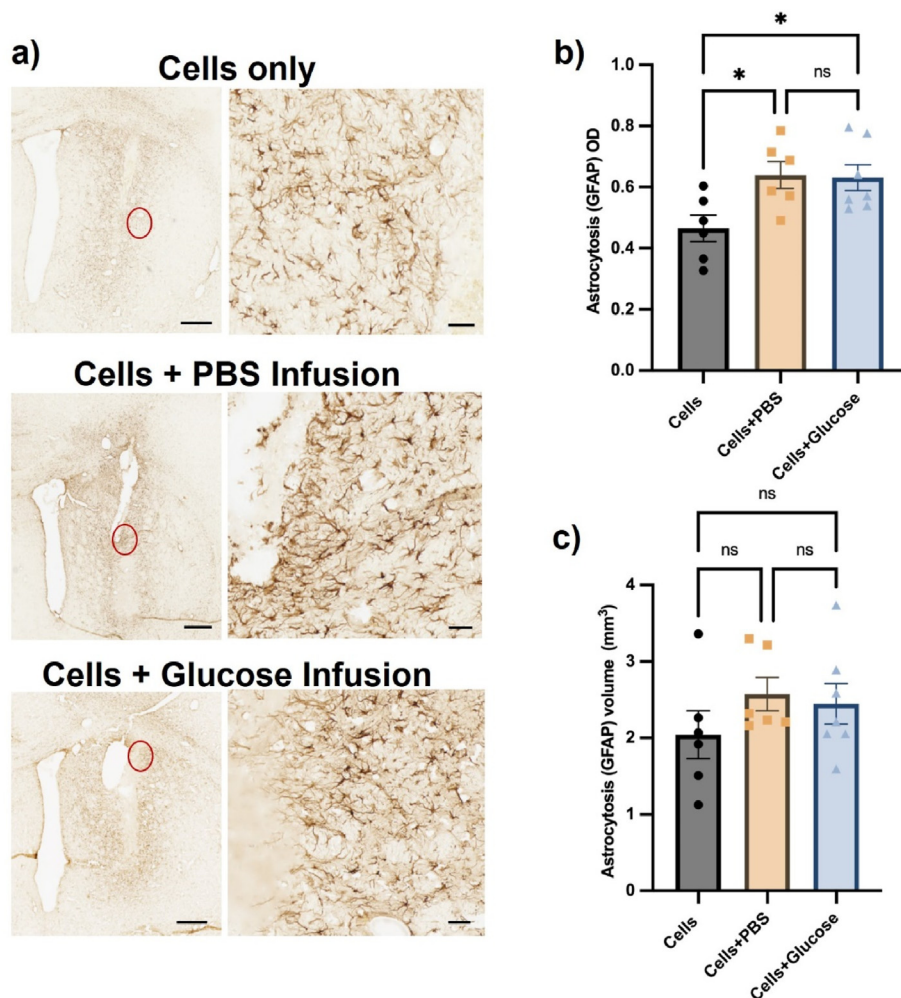 a)
Cells only
Cells + PBS Infusion
Cells + Glucose Infusion
b)
*
*
ns
1.0
0.8
0.6
0.4
0.2
0.0
Astrocytosis (GFAP) OD
Cells
Cells+PBS
Cells+Glucose
c)
ns
ns
ns
4
3
2
1
0
Astrocytosis (GFAP) volume (mm³)
Cells
Cells+PBS
Cells+Glucose